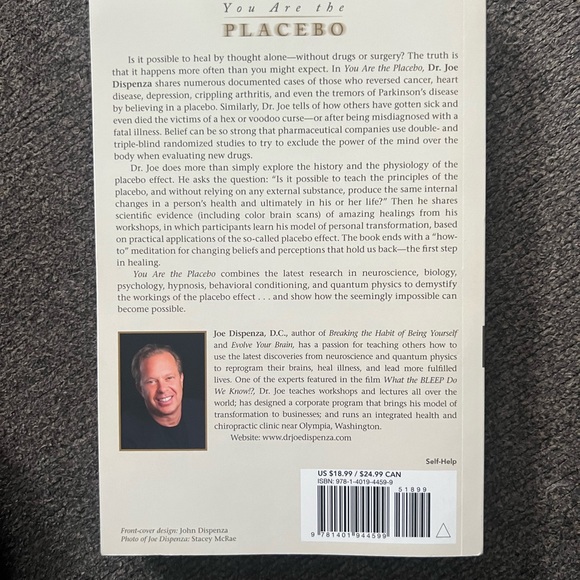 You Are the
PLACEBO
Is it possible to heal by thought alone—without drugs or surgery? The truth is
that it happens more often than you might expect. In You Are the Placebo, Dr. Joe
Dispenza shares numerous documented cases of those who reversed cancer, heart
disease, depression, crippling arthritis, and even the tremors of Parkinson's disease
by believing in a placebo. Similarly, Dr. Joe tells of how others have gotten sick and
even died the victims of a hex or voodoo curse—or after being misdiagnosed with a
fatal illness. Belief can be so strong that pharmaceutical companies use double- and
triple-blind randomized studies to try to exclude the power of the mind over the
body when evaluating new drugs.
Dr. Joe does more than simply explore the history and the physiology of the
placebo effect. He asks the question: "Is it possible to teach the principles of the
placebo, and without relying on any external substance, produce the same internal
changes in a person's health and ultimately in his or her life?" Then he shares
scientific evidence (including color brain scans) of amazing healings from his
workshops, in which participants learn his model of personal transformation, based
on practical applications of the so-called placebo effect. The book ends with a "how-
to" meditation for changing beliefs and perceptions that hold us back—the first step
in healing.
You Are the Placebo combines the latest research in neuroscience, biology,
psychology, hypnosis, behavioral conditioning, and quantum physics to demystify
the workings of the placebo effect . . . and show how the seemingly impossible can
become possible.
Joe Dispenza, D.C., author of Breaking the Habit of Being Yourself
and Evolve Your Brain, has a passion for teaching others how to
use the latest discoveries from neuroscience and quantum physics
to reprogram their brains, heal illness, and lead more fulfilled
lives. One of the experts featured in the film What the BLEEP Do
We Know!?, Dr. Joe teaches workshops and lectures all over the
world; has designed a corporate program that brings his model of
transformation to businesses; and runs an integrated health and
chiropractic clinic near Olympia, Washington.
Website: www.drjoedispenza.com
Self-Help
US $18.99 / $24.99 CAN
ISBN: 978-1-4019-4459-9
51899
9 781401 944599
Front-cover design: John Dispenza
Photo of Joe Dispenza: Stacey McRae